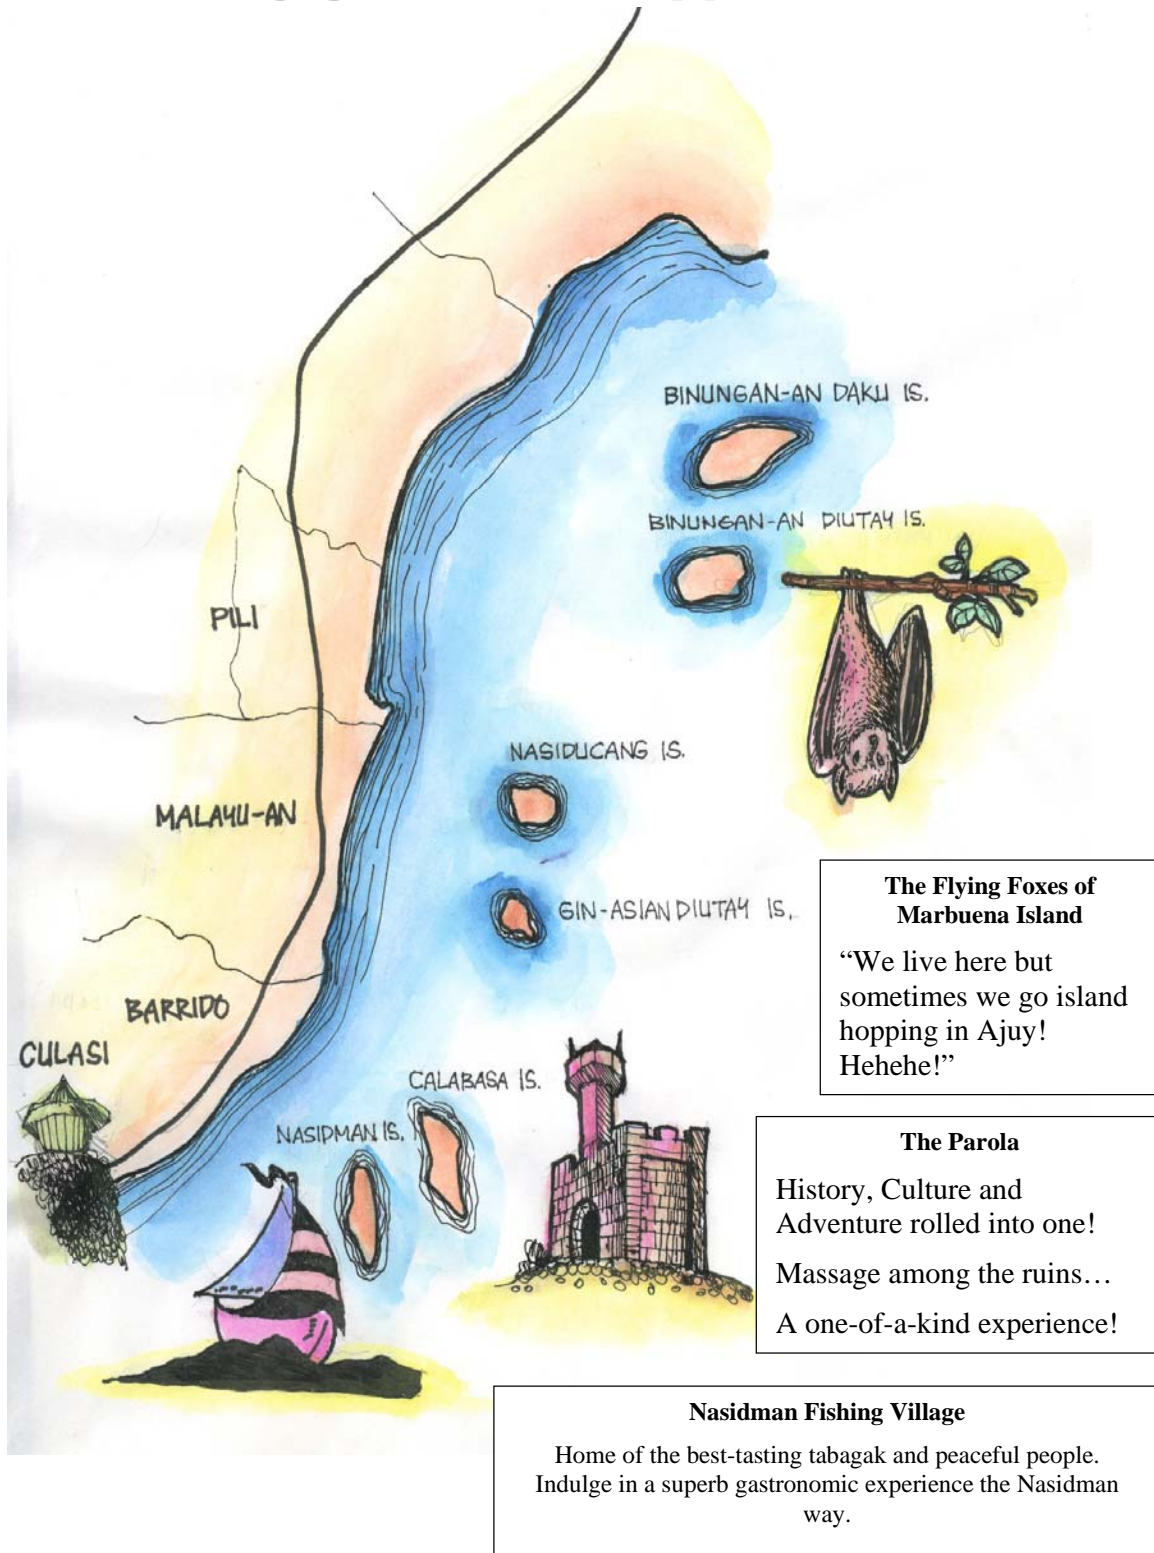 BINUNGAN-AN DAKU IS.
BINUNGAN-AN DIUTAY IS.
PILI
NASIDUCANG IS.
MALAYU-AN
GIN-ASIAN DIUTAY IS.
The Flying Foxes of
Marbuena Island
“We live here but
sometimes we go island
hopping in Ajuy!
Hehehe!”
BARRIDO
CULASI
CALABASA IS.
NASIDMAN IS.
The Parola
History, Culture and
Adventure rolled into one!
Massage among the ruins…
A one-of-a-kind experience!
Nasidman Fishing Village
Home of the best-tasting tabagak and peaceful people.
Indulge in a superb gastronomic experience the Nasidman
way.